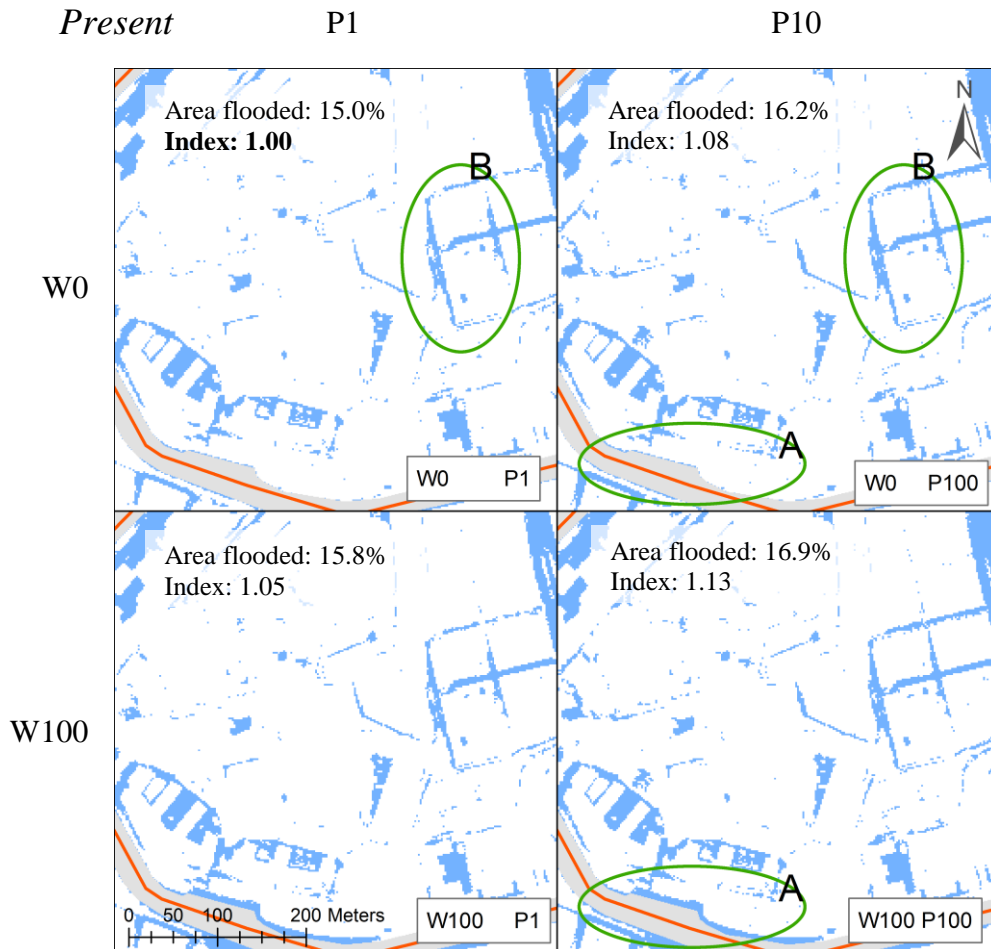 Present P1 P10
Area flooded: 15.0%
Index: 1.00
B
Area flooded: 16.2%
Index: 1.08
N
B
W0
A
W0 P1
W0 P100
Area flooded: 15.8%
Index: 1.05
Area flooded: 16.9%
Index: 1.13
W100
A
0 50 100 200 Meters
W100 P1
W100 P100